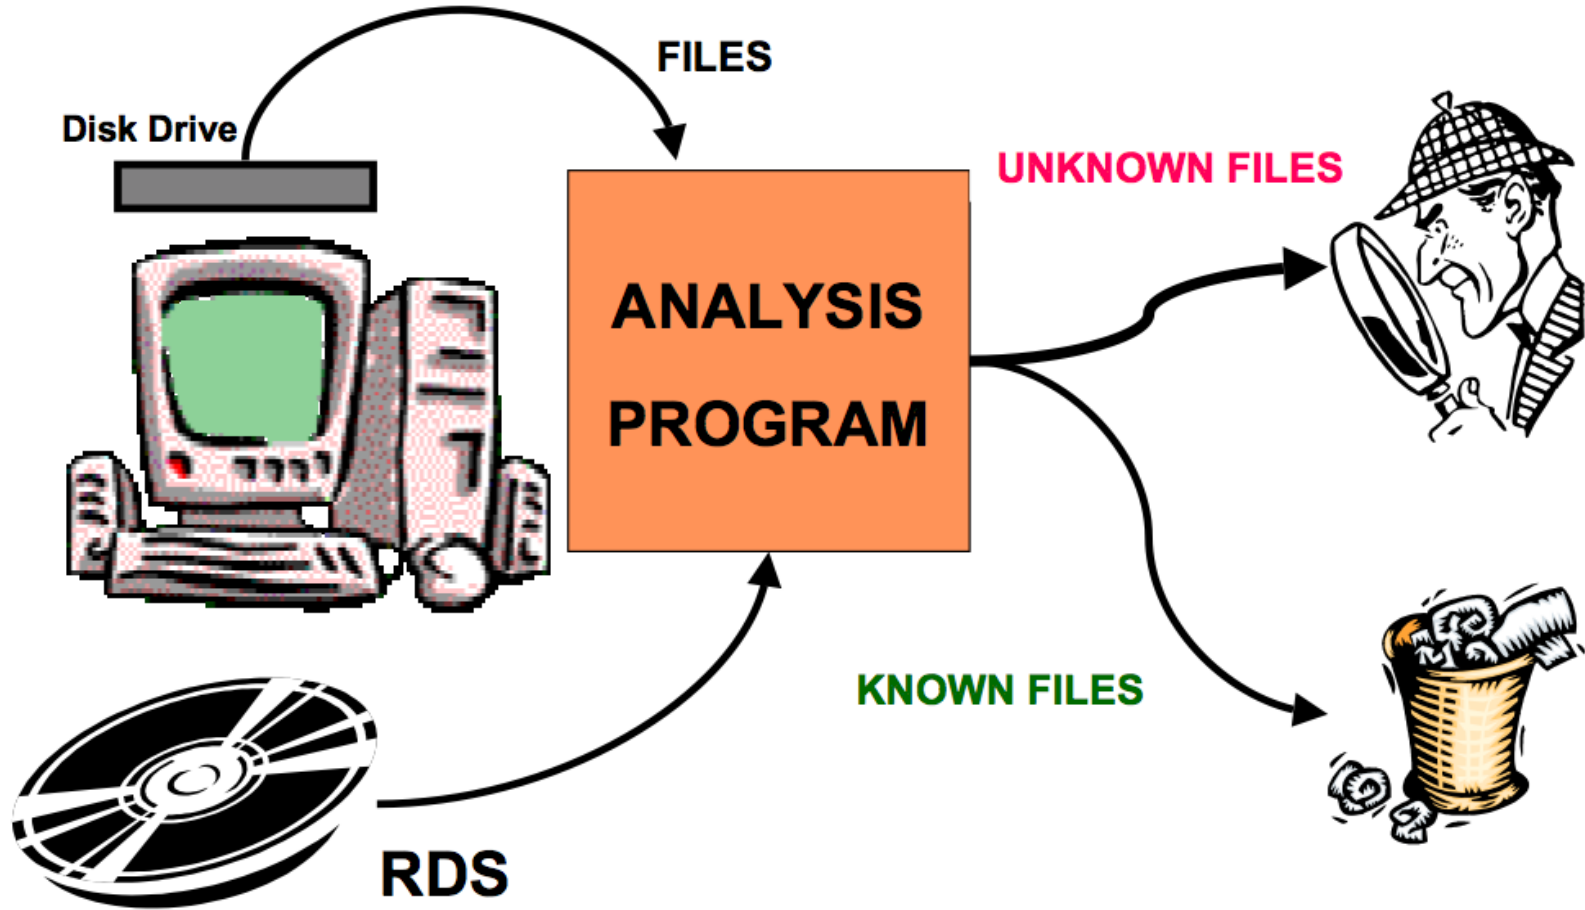 FILES
Disk Drive
UNKNOWN FILES
ANALYSIS
PROGRAM
KNOWN FILES
RDS